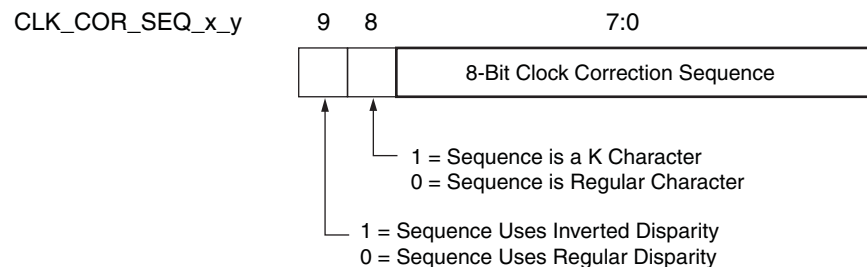 CLK_COR_SEQ_x_y 9 8 7:0
8-Bit Clock Correction Sequence
1 = Sequence is a K Character
0 = Sequence is Regular Character
1 = Sequence Uses Inverted Disparity
0 = Sequence Uses Regular Disparity